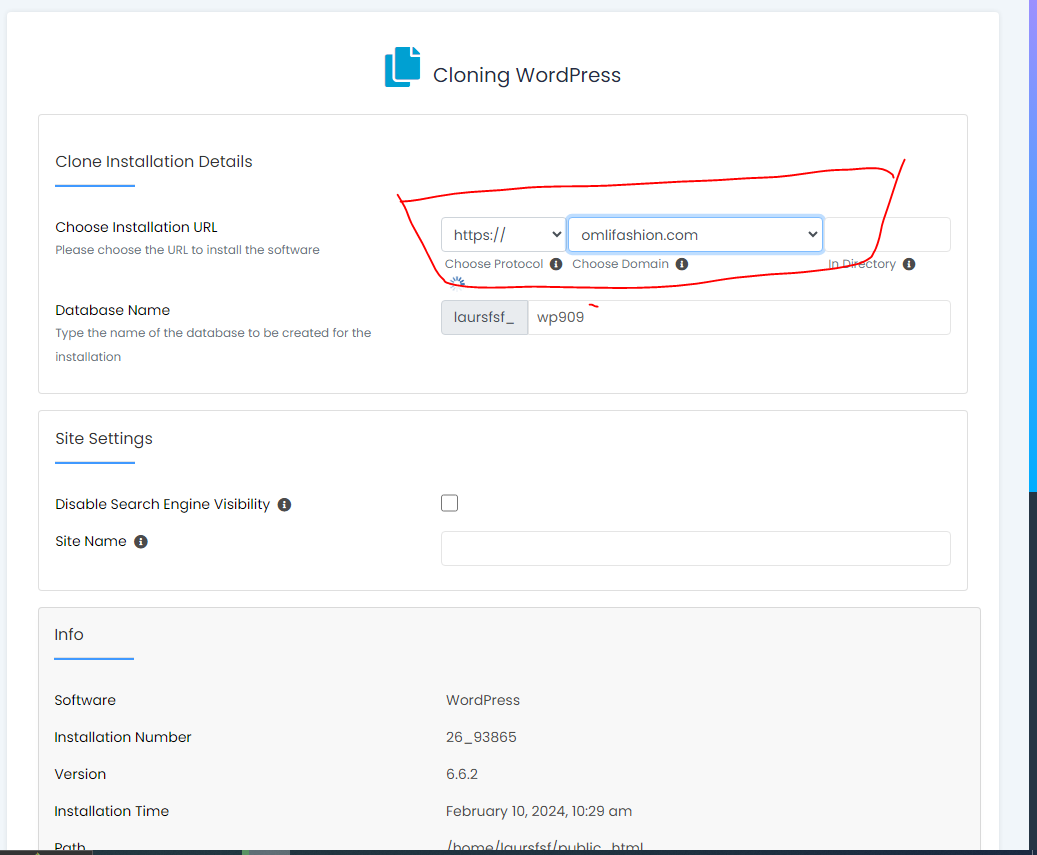 Cloning WordPress
Clone Installation Details
Choose Installation URL
Please choose the URL to install the software
https://
omlifashion.com
Choose Protocol
Choose Domain
In Directory
Database Name
Type the name of the database to be created for the
installation
laursfsf_
wp909
Site Settings
Disable Search Engine Visibility
Site Name
Info
Software
WordPress
Installation Number
26_93865
Version
6.6.2
Installation Time
February 10, 2024, 10:29 am
Path
/home/laursfsf/public_html